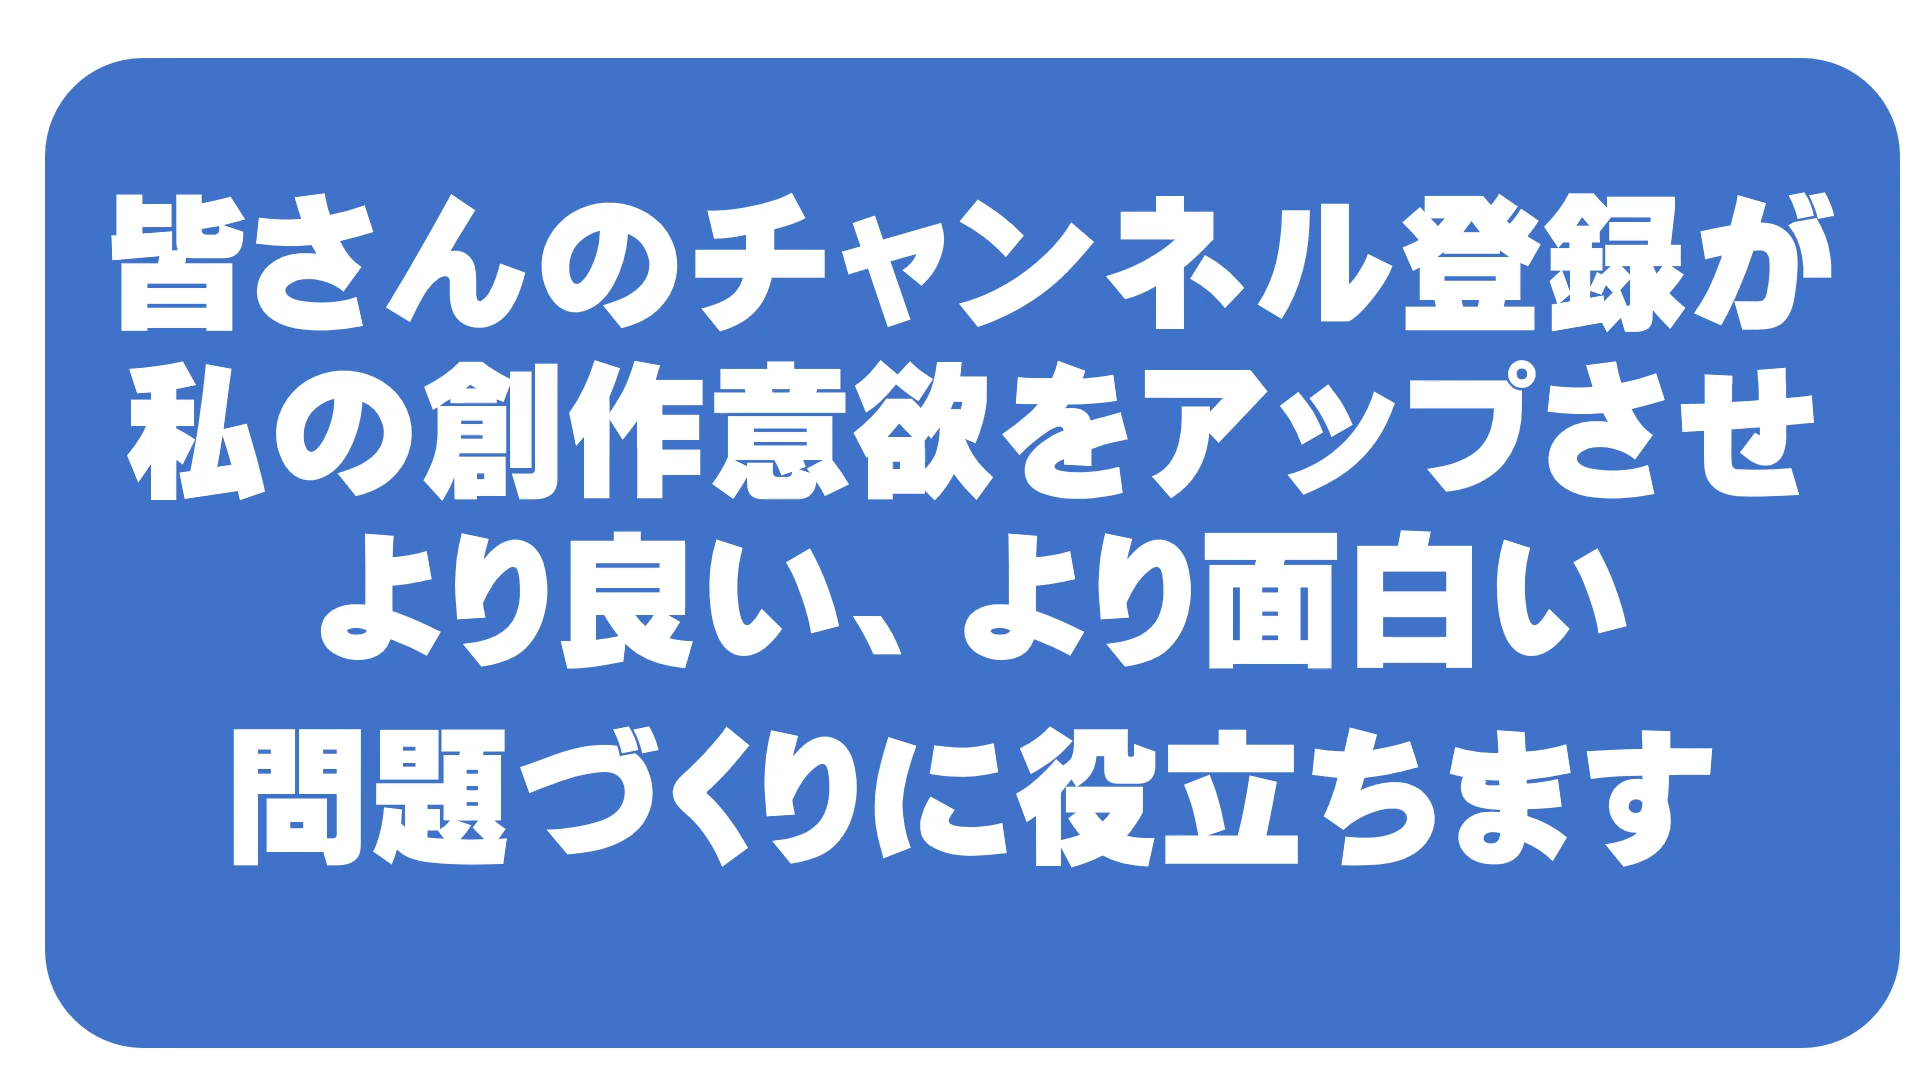 皆さんのチャンネル登録が
私の創作意欲をアップさせ
より良い、より面白い
問題づくりに役立ちます